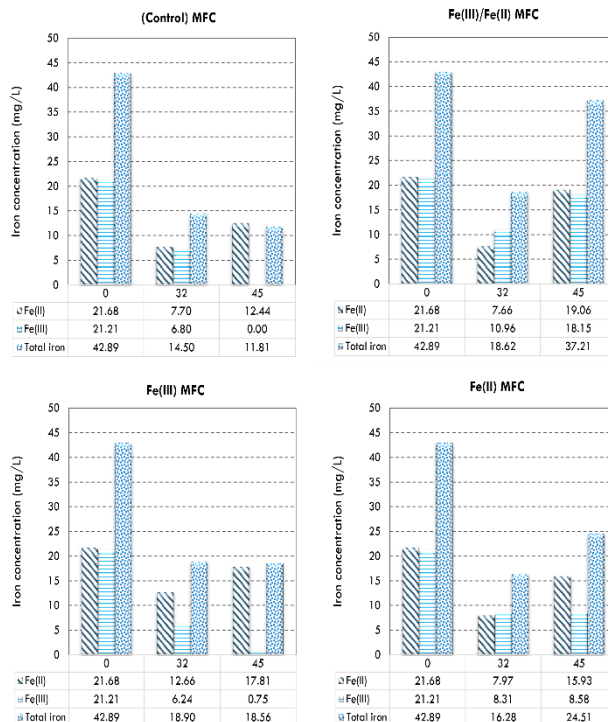 (Control) MFC
Iron concentration (mg/L)
50
45
40
35
30
25
20
15
10
5
0
0 32 45
Fe(II) 21.68 7.70 12.44
Fe(III) 21.21 6.80 0.00
Total iron 42.89 14.50 11.81
Fe(III)/Fe(II) MFC
Iron concentration (mg/L)
50
45
40
35
30
25
20
15
10
5
0
0 32 45
Fe(II) 21.68 7.66 19.06
Fe(III) 21.21 10.96 18.15
Total iron 42.89 18.62 37.21
Fe(III) MFC
Iron concentration (mg/L)
50
45
40
35
30
25
20
15
10
5
0
0 32 45
Fe(II) 21.68 12.66 17.81
Fe(III) 21.21 6.24 0.75
Total iron 42.89 18.90 18.56
Fe(II) MFC
Iron concentration (mg/L)
50
45
40
35
30
25
20
15
10
5
0
0 32 45
Fe(II) 21.68 7.97 15.93
Fe(III) 21.21 8.31 8.58
Total iron 42.89 16.28 24.51